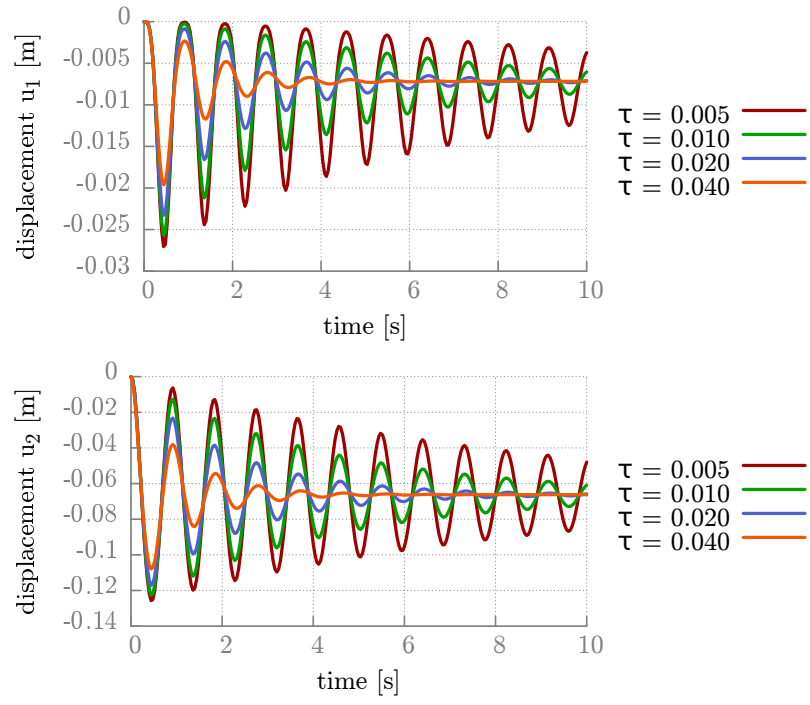 0
-0.005
-0.01
-0.015
-0.02
-0.025
-0.03
displacement u₁ [m]
0 2 4 6 8 10
time [s]
τ = 0.005
τ = 0.010
τ = 0.020
τ = 0.040
0
-0.02
-0.04
-0.06
-0.08
-0.1
-0.12
-0.14
displacement u₂ [m]
0 2 4 6 8 10
time [s]
τ = 0.005
τ = 0.010
τ = 0.020
τ = 0.040